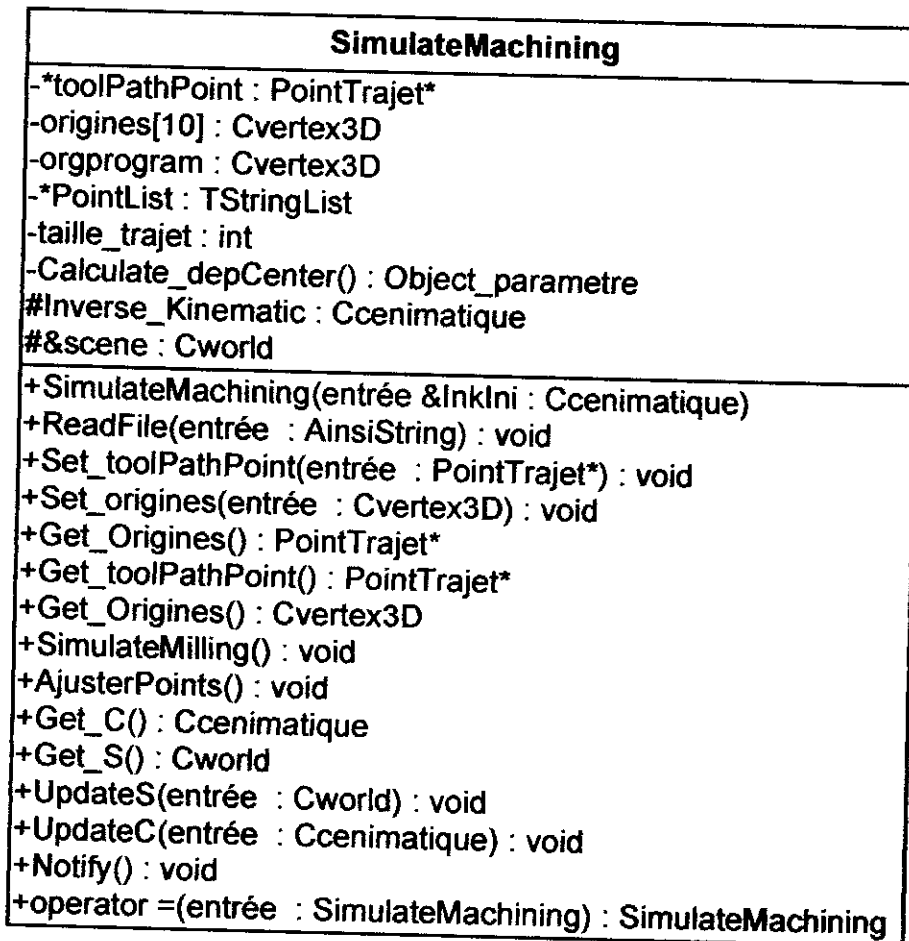 SimulateMachining
-*toolPathPoint : PointTrajet*
-origines[10] : Cvertex3D
-orgprogram : Cvertex3D
-*PointList : TStringList
-taille_trajet : int
-Calculate_depCenter() : Object_parametre
#Inverse_Kinematic : Ccenimatique
#&scene : Cworld
+SimulateMachining(entrée &InkIni : Ccenimatique)
+ReadFile(entrée : AinsiString) : void
+Set_toolPathPoint(entrée : PointTrajet*) : void
+Set_origines(entrée : Cvertex3D) : void
+Get_Origines() : PointTrajet*
+Get_toolPathPoint() : PointTrajet*
+Get_Origines() : Cvertex3D
+SimulateMilling() : void
+AjusterPoints() : void
+Get_C() : Ccenimatique
+Get_S() : Cworld
+UpdateS(entrée : Cworld) : void
+UpdateC(entrée : Ccenimatique) : void
+Notify() : void
+operator =(entrée : SimulateMachining) : SimulateMachining